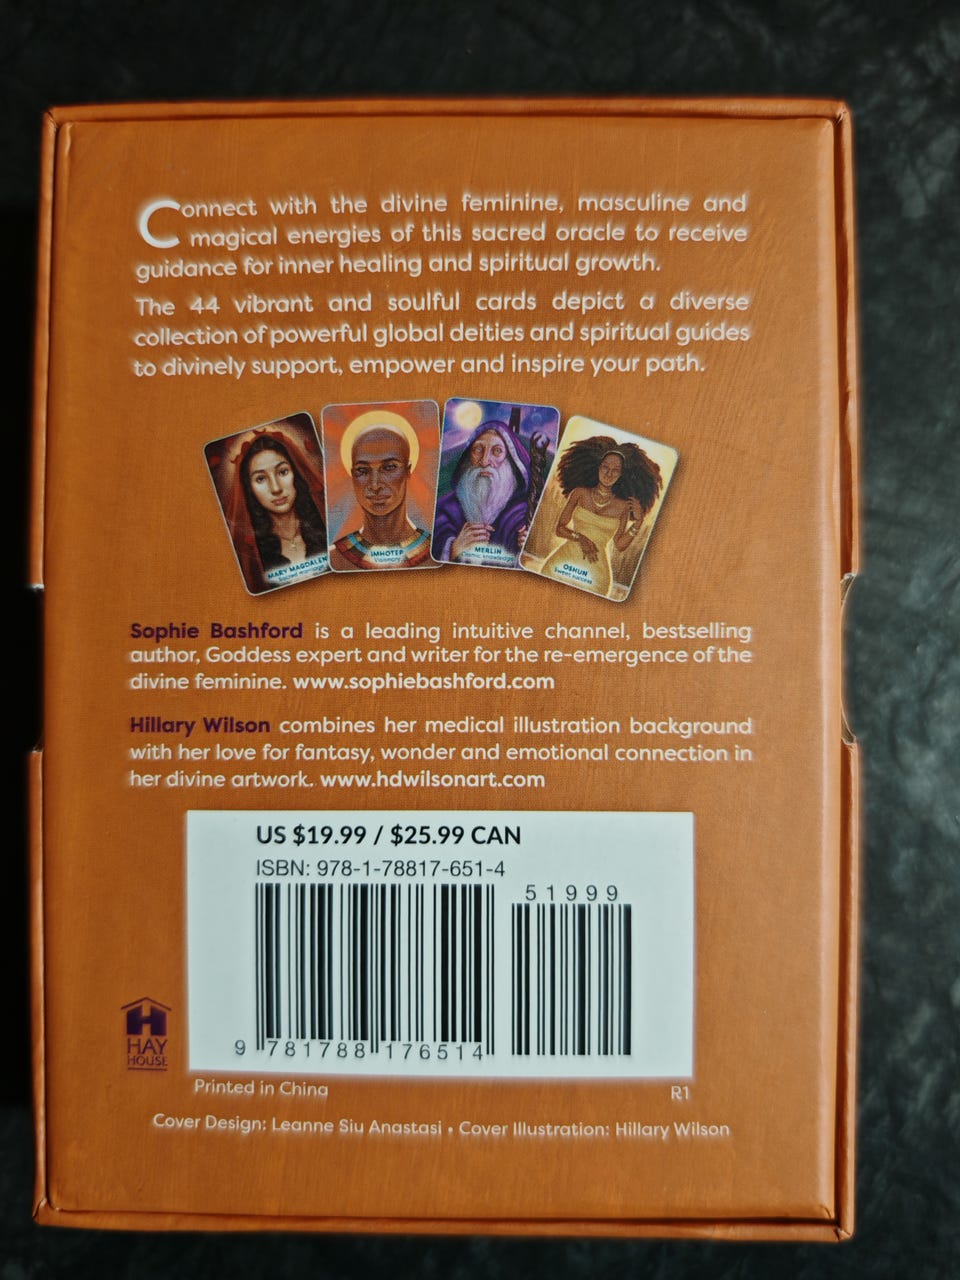 Connect with the divine feminine, masculine and
magical energies of this sacred oracle to receive
guidance for inner healing and spiritual growth.
The 44 vibrant and soulful cards depict a diverse
collection of powerful global deities and spiritual guides
to divinely support, empower and inspire your path.
MARY MAGDALEN
Sacred marriage
IMHOTEP
Visionary
MERLIN
Cosmic knowledge
OSHUN
Sweet success
Sophie Bashford is a leading intuitive channel, bestselling
author, Goddess expert and writer for the re-emergence of the
divine feminine. www.sophiebashford.com
Hillary Wilson combines her medical illustration background
with her love for fantasy, wonder and emotional connection in
her divine artwork. www.hdwilsonart.com
US $19.99 / $25.99 CAN
ISBN: 978-1-78817-651-4
51999
9 781788 176514
H
HAY
HOUSE
Printed in China
R1
Cover Design: Leanne Siu Anastasi • Cover Illustration: Hillary Wilson